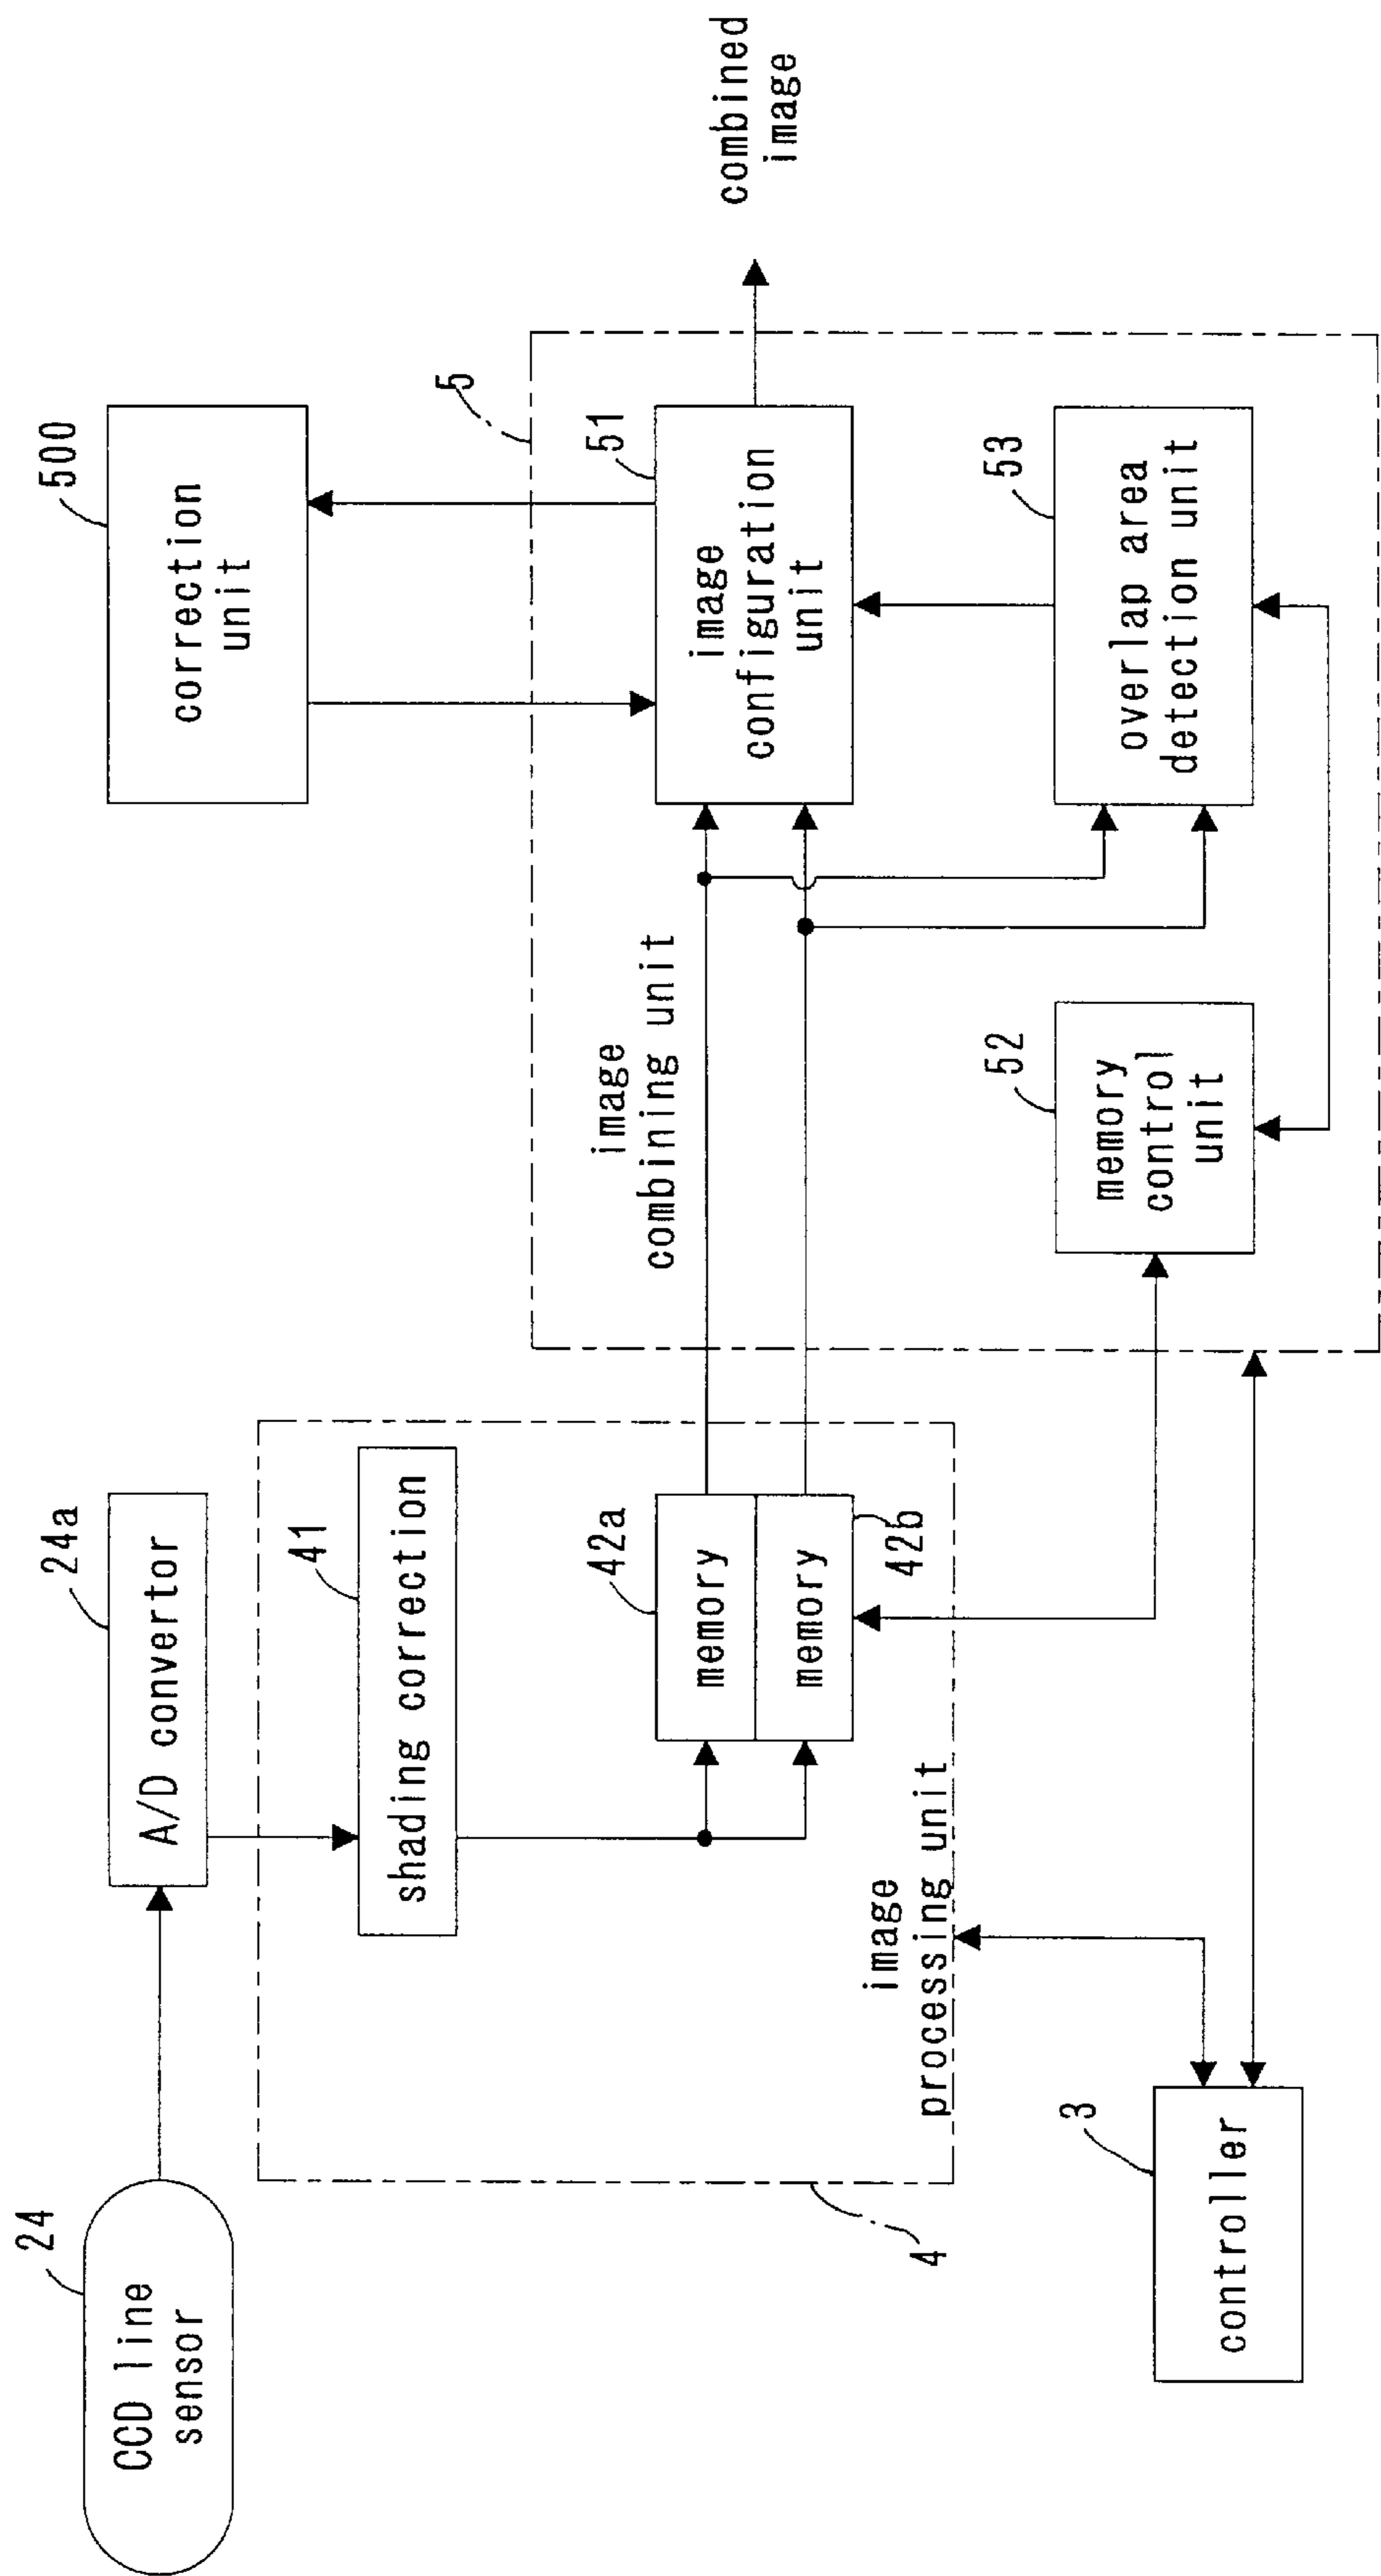 24
CCD line
sensor
24a
A/D convertor
500
correction
unit
41
shading correction
42a
memory
memory
42b
image
processing unit
4
image
combining unit
5
51
image
configuration
unit
combined
image
52
memory
control
unit
53
overlap area
detection unit
3
controller